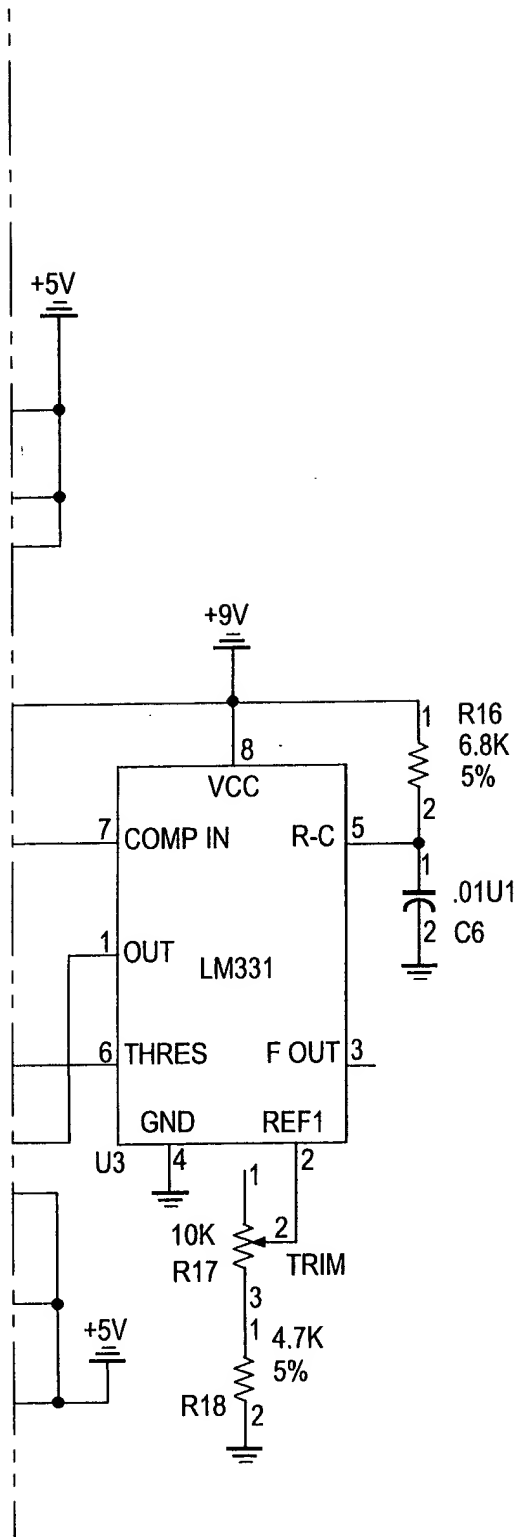 +5V
+9V
1 R16
6.8K
5%
2
8
VCC
7 COMP IN
R-C 5
1
.01U1
2 C6
1 OUT
LM331
6 THRES
F OUT 3
GND
REF1
U3
4
2
1
10K
2
R17
TRIM
3
1
4.7K
5%
+5V
R18
2